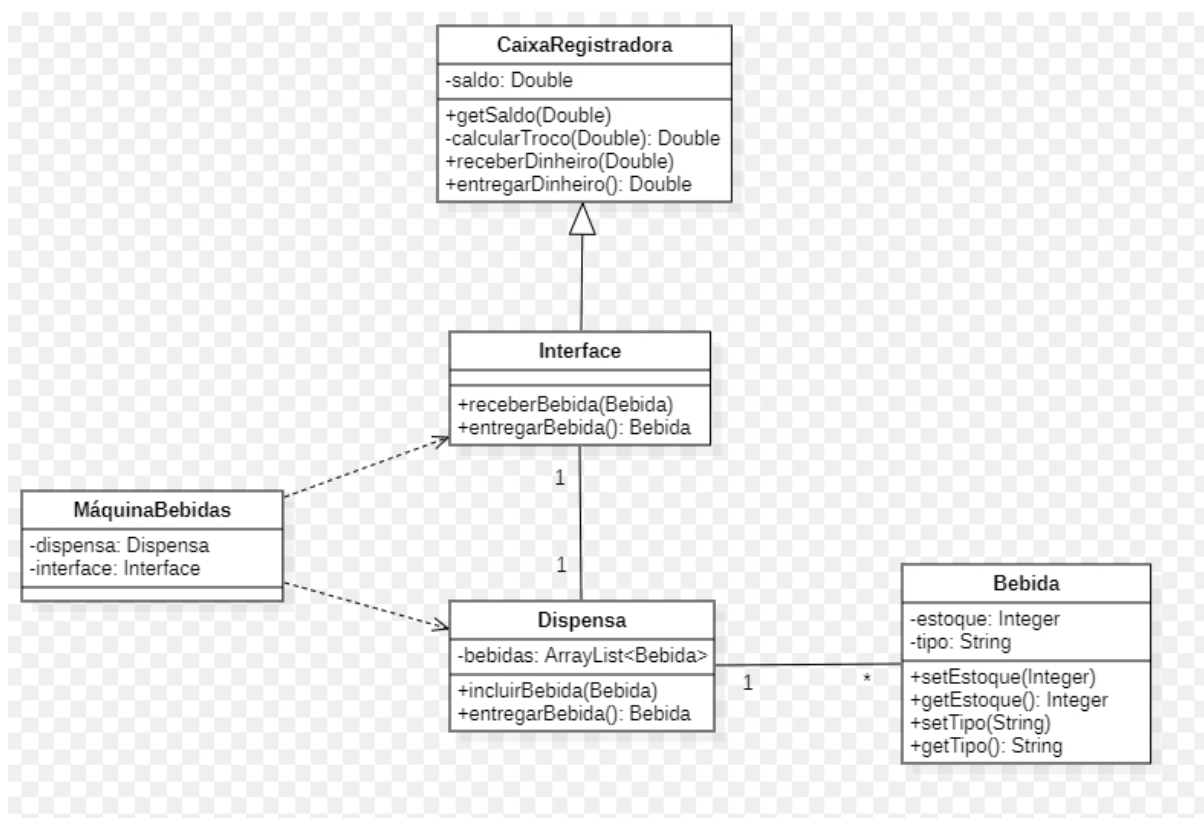 CaixaRegistradora
-saldo: Double
+getSaldo(Double)
-calcularTroco(Double): Double
+receberDinheiro(Double)
+entregarDinheiro(): Double
Interface
+receberBebida(Bebida)
+entregarBebida(): Bebida
1
MáquinaBebidas
-dispensa: Dispensa
-interface: Interface
1
Dispensa
-bebidas: ArrayList<Bebida>
+incluirBebida(Bebida)
+entregarBebida(): Bebida
1
*
Bebida
-estoque: Integer
-tipo: String
+setEstoque(Integer)
+getEstoque(): Integer
+setTipo(String)
+getTipo(): String